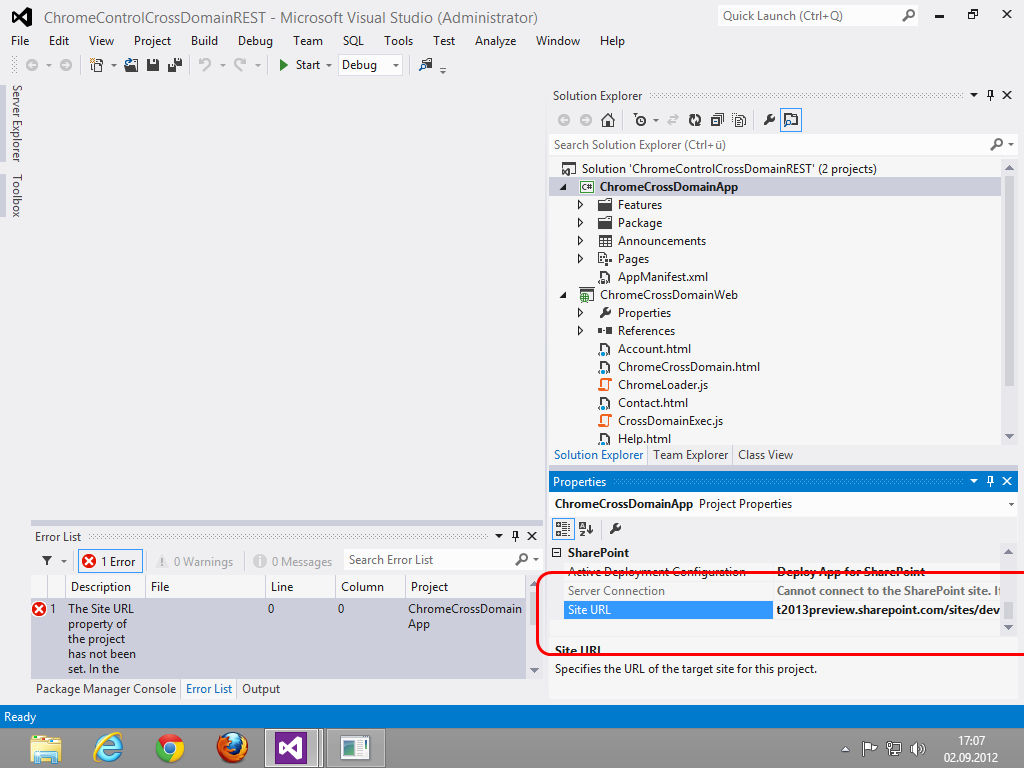 ChromeControlCrossDomainREST - Microsoft Visual Studio (Administrator)
Quick Launch (Ctrl+Q)
File Edit View Project Build Debug Team SQL Tools Test Analyze Window Help
Start Debug
Server Explorer
Toolbox
Solution Explorer
Search Solution Explorer (Ctrl+ü)
Solution 'ChromeControlCrossDomainREST' (2 projects)
C# ChromeCrossDomainApp
Features
Package
Announcements
Pages
AppManifest.xml
ChromeCrossDomainWeb
Properties
References
Account.html
ChromeCrossDomain.html
ChromeLoader.js
Contact.html
CrossDomainExec.js
Help.html
Solution Explorer Team Explorer Class View
Properties
ChromeCrossDomainApp Project Properties
SharePoint
Active Deployment Configuration Deploy App for SharePoint
Server Connection Cannot connect to the SharePoint site. If
Site URL t2013preview.sharepoint.com/sites/dev
Site URL
Specifies the URL of the target site for this project.
Error List
1 Error 0 Warnings 0 Messages Search Error List
Description File Line Column Project
1 The Site URL 0 0 ChromeCrossDomain
property of App
the project
has not been
set. In the
Package Manager Console Error List Output
Ready
17:07
02.09.2012